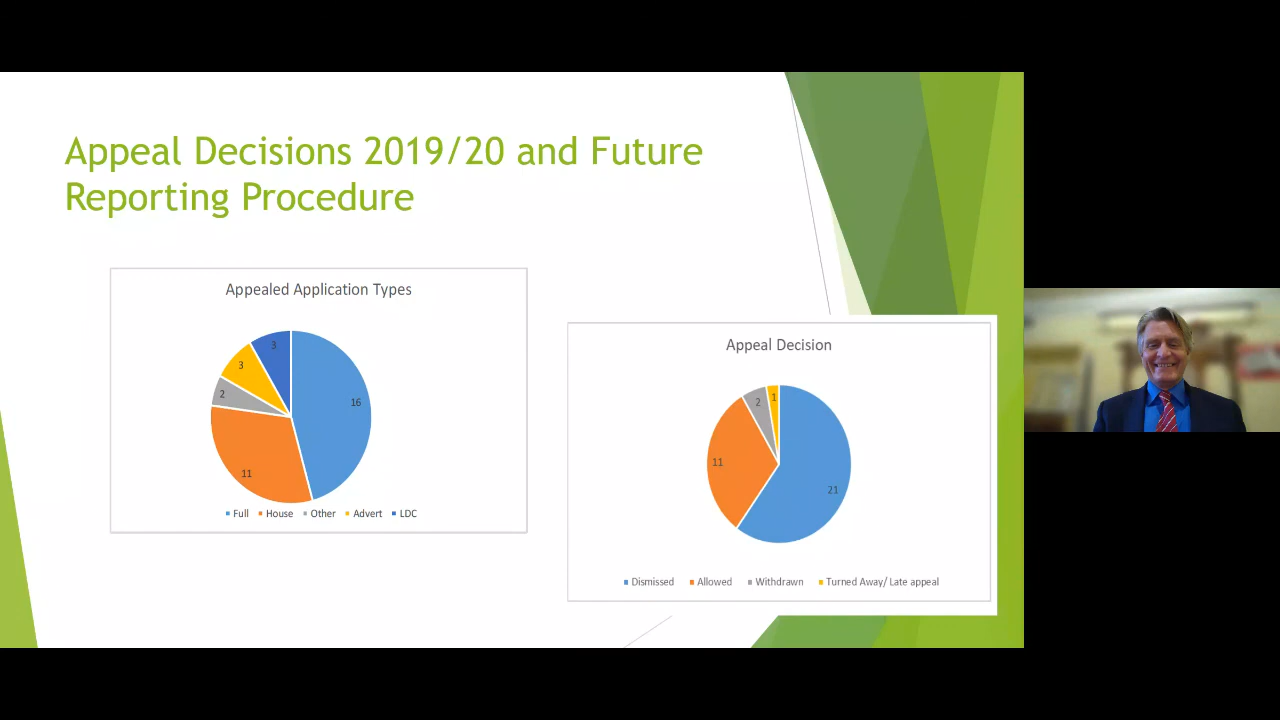 Appeal Decisions 2019/20 and Future
Reporting Procedure
Appealed Application Types
3
3
2
16
11
Full House Other Advert LDC
Appeal Decision
2
1
11
21
Dismissed Allowed Withdrawn Turned Away/ Late appeal